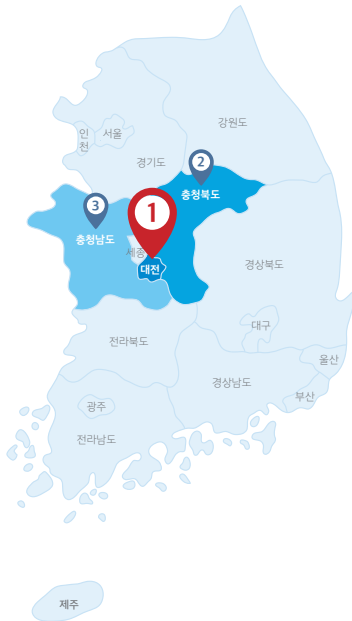 강원도
인
천
서울
경기도
2
충청북도
3
충청남도
1
세종
대전
경상북도
대구
전라북도
울산
경상남도
부산
광주
전라남도
제주